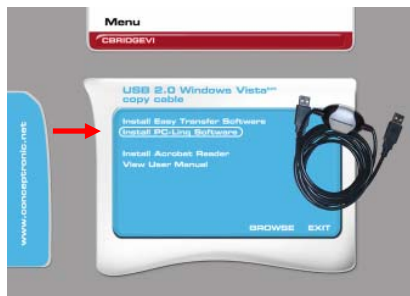 Menu
CBRIDGEVI
USB 2.0 Windows Vista™
copy cable
Install Easy Transfer Software
Install PC-Linq Software
Install Acrobat Reader
View User Manual
BROWSE EXIT
www.conceptronic.net